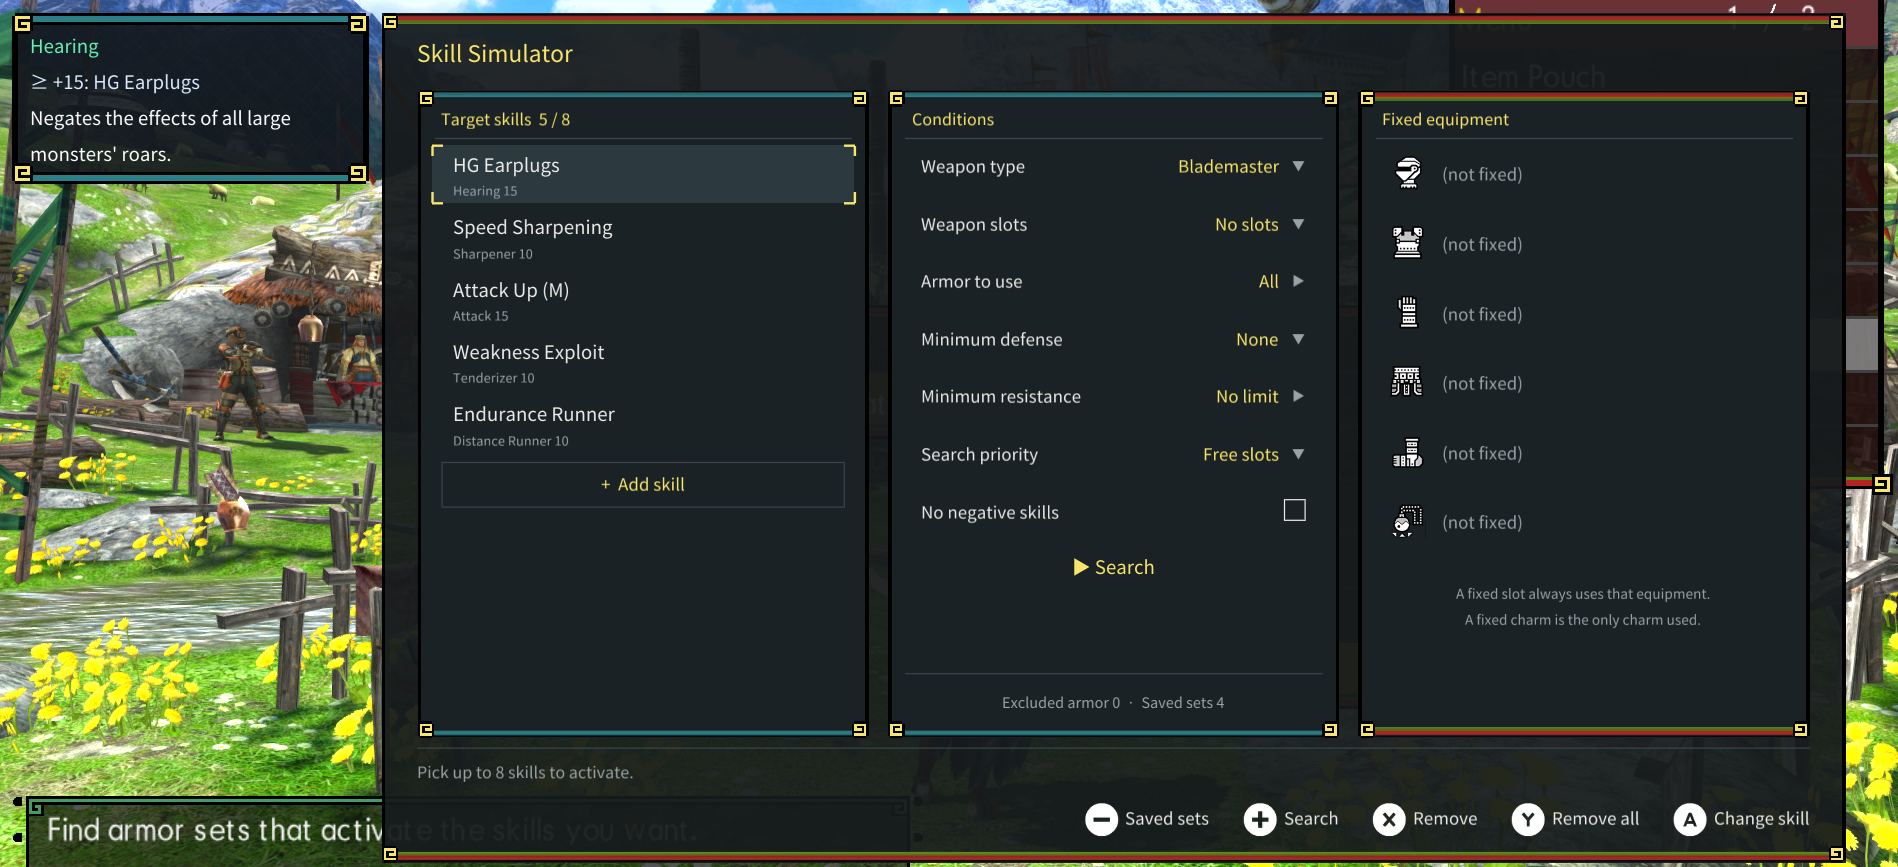 Hearing
≥ +15: HG Earplugs
Negates the effects of all large
monsters' roars.
Menu 1 / 2
Item Pouch
Skill Simulator
Target skills 5 / 8
HG Earplugs
Hearing 15
Speed Sharpening
Sharpener 10
Attack Up (M)
Attack 15
Weakness Exploit
Tenderizer 10
Endurance Runner
Distance Runner 10
+ Add skill
Conditions
Weapon type Blademaster ▼
Weapon slots No slots ▼
Armor to use All ▶
Minimum defense None ▼
Minimum resistance No limit ▶
Search priority Free slots ▼
No negative skills
▶ Search
Excluded armor 0 · Saved sets 4
Fixed equipment
(not fixed)
(not fixed)
(not fixed)
(not fixed)
(not fixed)
(not fixed)
A fixed slot always uses that equipment.
A fixed charm is the only charm used.
Pick up to 8 skills to activate.
Find armor sets that activate the skills you want.
− Saved sets + Search X Remove Y Remove all A Change skill